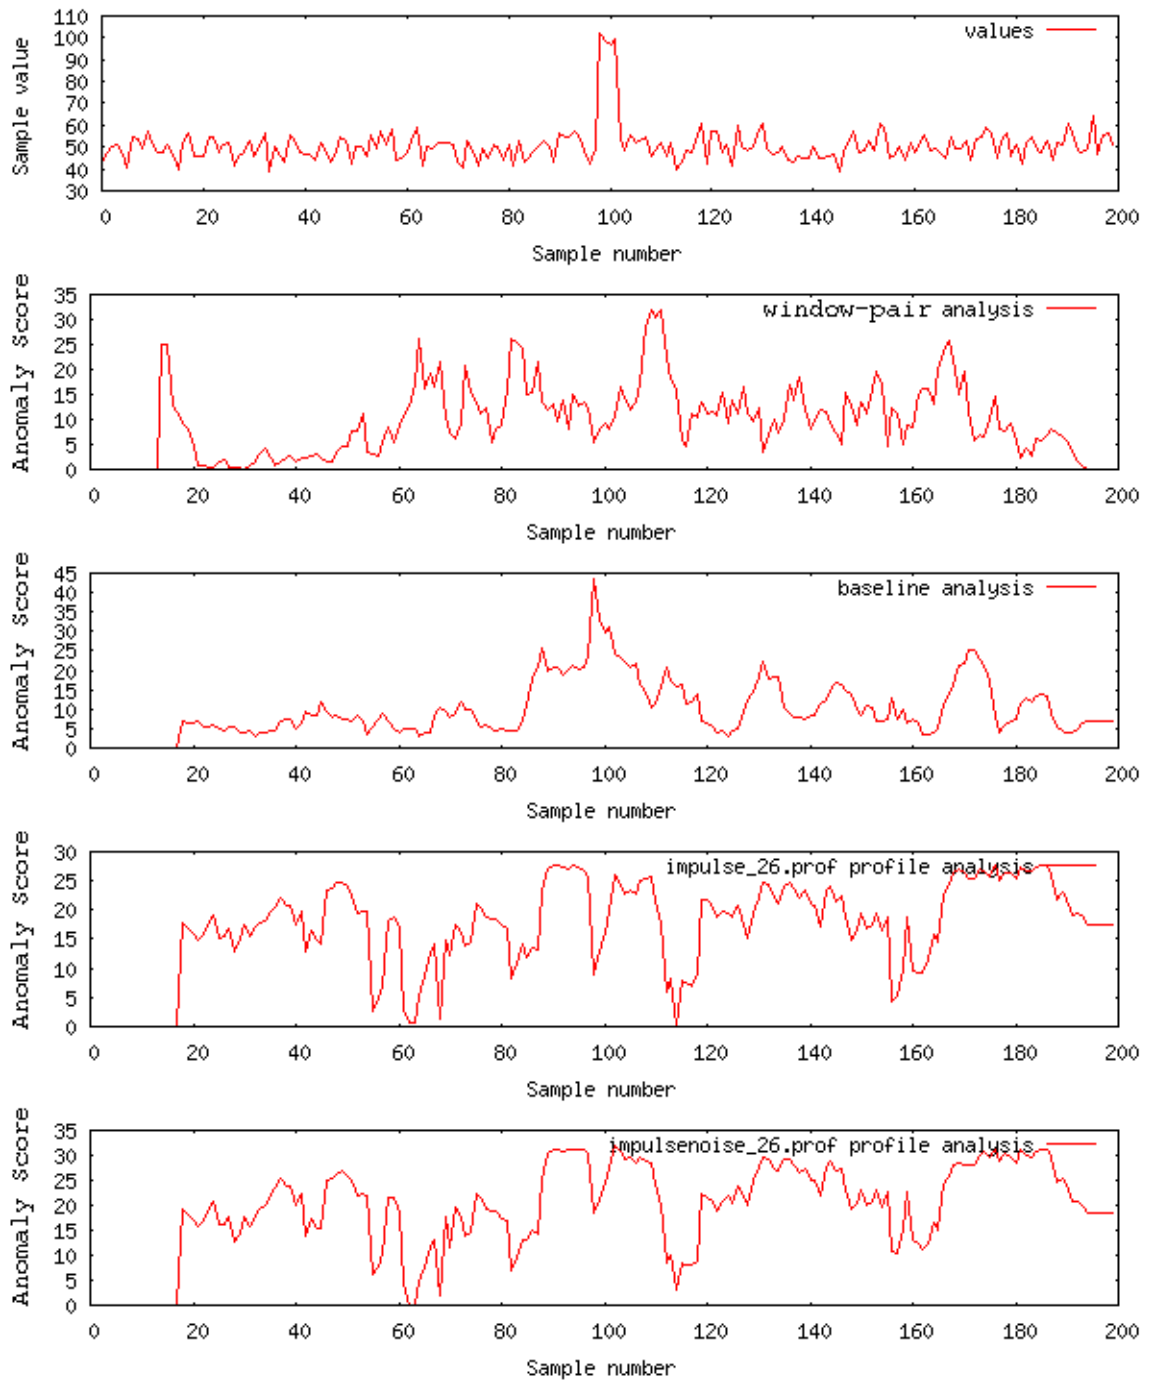 110
100
90
80
70
60
50
40
30
Sample value
values
0 20 40 60 80 100 120 140 160 180 200
Sample number
35
30
25
20
15
10
5
0
Anomaly Score
window-pair analysis
0 20 40 60 80 100 120 140 160 180 200
Sample number
45
40
35
30
25
20
15
10
5
0
Anomaly Score
baseline analysis
0 20 40 60 80 100 120 140 160 180 200
Sample number
30
25
20
15
10
5
0
Anomaly Score
impulse_26.prof profile analysis
0 20 40 60 80 100 120 140 160 180 200
Sample number
35
30
25
20
15
10
5
0
Anomaly Score
impulsenoise_26.prof profile analysis
0 20 40 60 80 100 120 140 160 180 200
Sample number